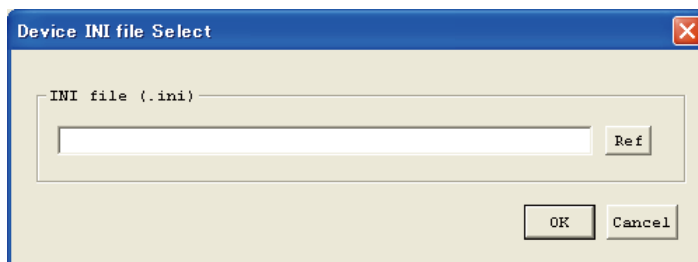 Device INI file Select
INI file (.ini)
Ref
OK Cancel